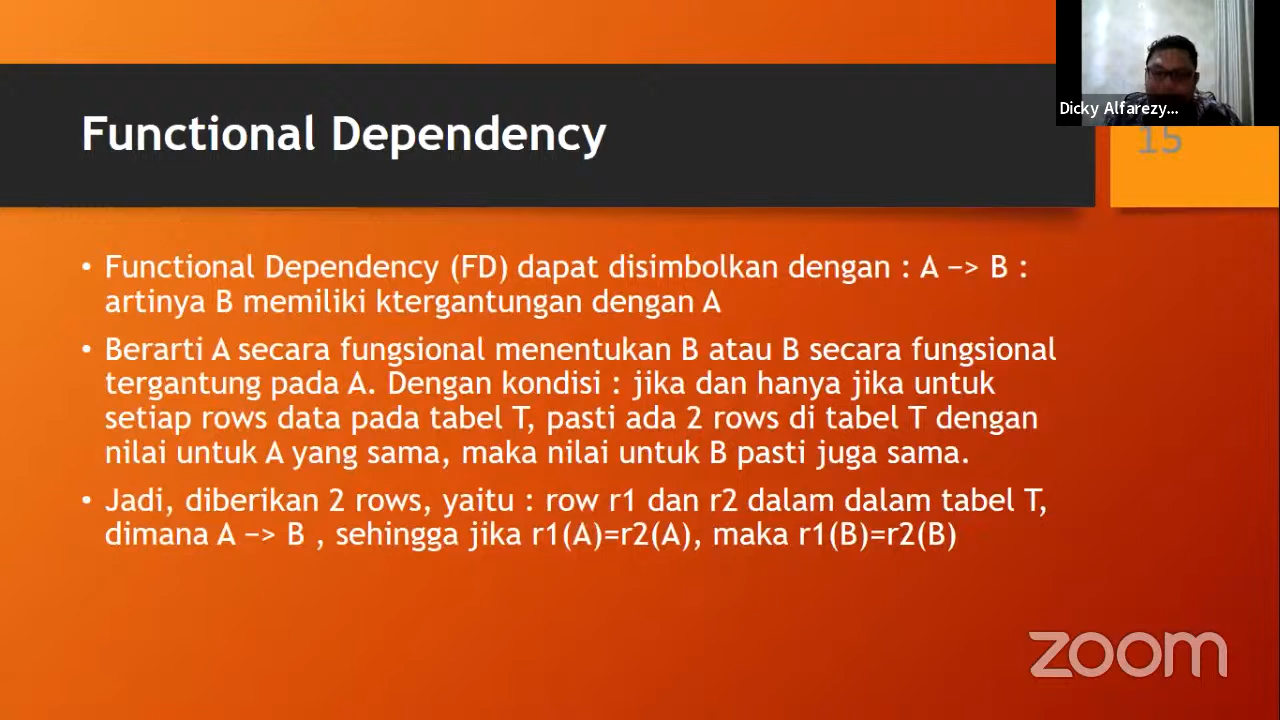 Functional Dependency
Dicky Alfarezy...
15
• Functional Dependency (FD) dapat disimbolkan dengan : A −> B :
artinya B memiliki ktergantungan dengan A
• Berarti A secara fungsional menentukan B atau B secara fungsional
tergantung pada A. Dengan kondisi : jika dan hanya jika untuk
setiap rows data pada tabel T, pasti ada 2 rows di tabel T dengan
nilai untuk A yang sama, maka nilai untuk B pasti juga sama.
• Jadi, diberikan 2 rows, yaitu : row r1 dan r2 dalam dalam tabel T,
dimana A −> B , sehingga jika r1(A)=r2(A), maka r1(B)=r2(B)
zoom